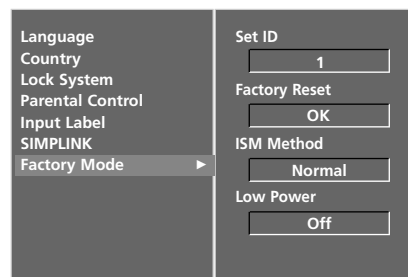 Language
Country
Lock System
Parental Control
Input Label
SIMPLINK
Factory Mode ►
Set ID
1
Factory Reset
OK
ISM Method
Normal
Low Power
Off